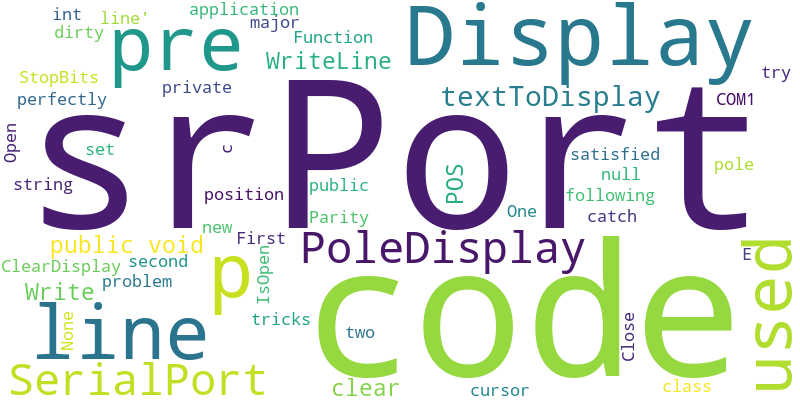 int
line'
application
major
dirty
pre
Function
Display
StopBits
WriteLine
try
perfectly
private
textToDisplay
COM1
srPort
Open
set
c
satisfied
pole
string
position
public
POS
null
following
new
First
Parity
One
catch
public void
PoleDisplay
E
used
ClearDisplay
second
p
IsOpen
code
problem
Write
line
None
tricks
two
Close
SerialPort
clear
cursor
class